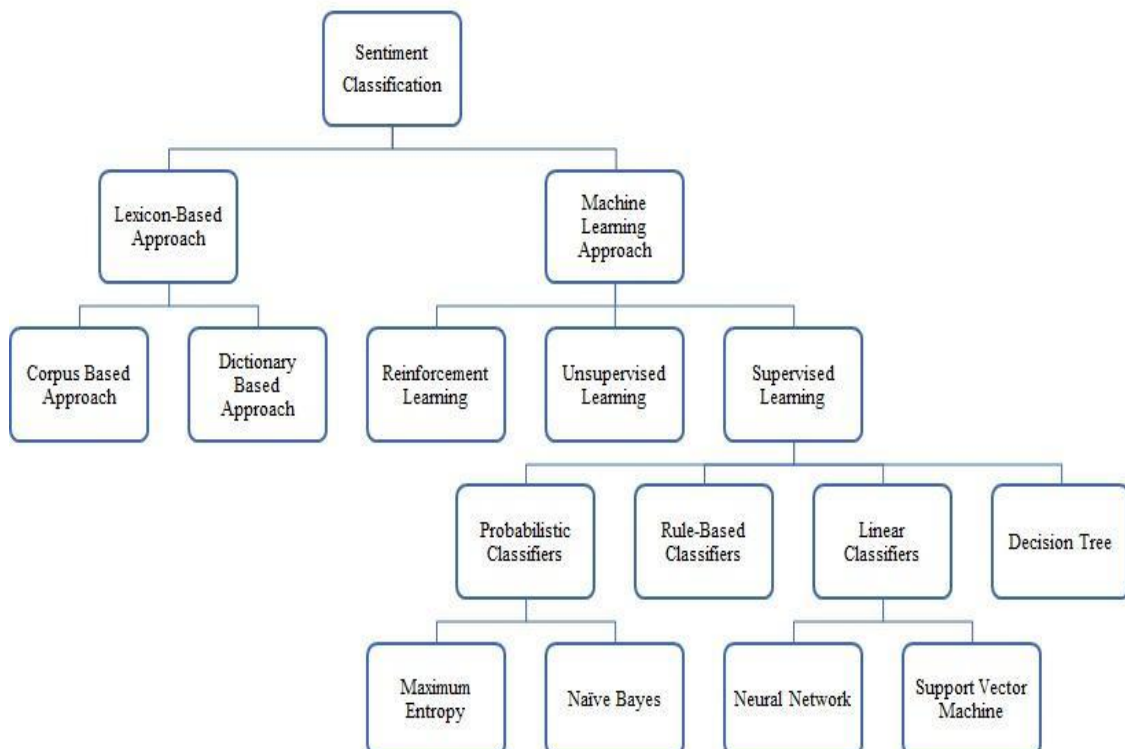 Sentiment
Classification
Lexicon-Based
Approach
Machine
Learning
Approach
Corpus Based
Approach
Dictionary
Based
Approach
Reinforcement
Learning
Unsupervised
Learning
Supervised
Learning
Probabilistic
Classifiers
Rule-Based
Classifiers
Linear
Classifiers
Decision Tree
Maximum
Entropy
Naïve Bayes
Neural Network
Support Vector
Machine